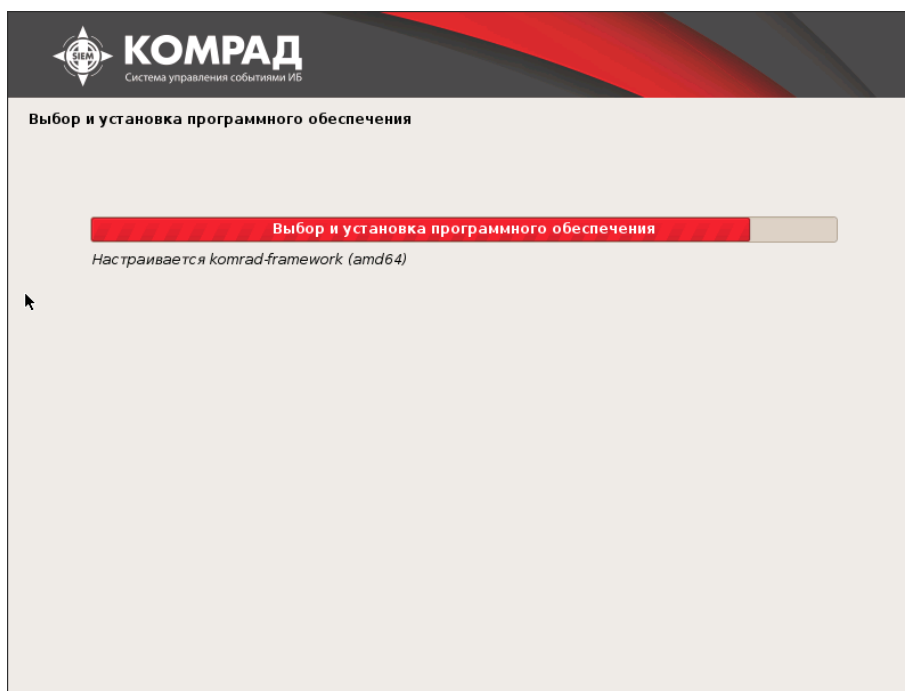 SIEM
КОМРАД
Система управления событиями ИБ
Выбор и установка программного обеспечения
Выбор и установка программного обеспечения
Настраивается komrad-framework (amd64)